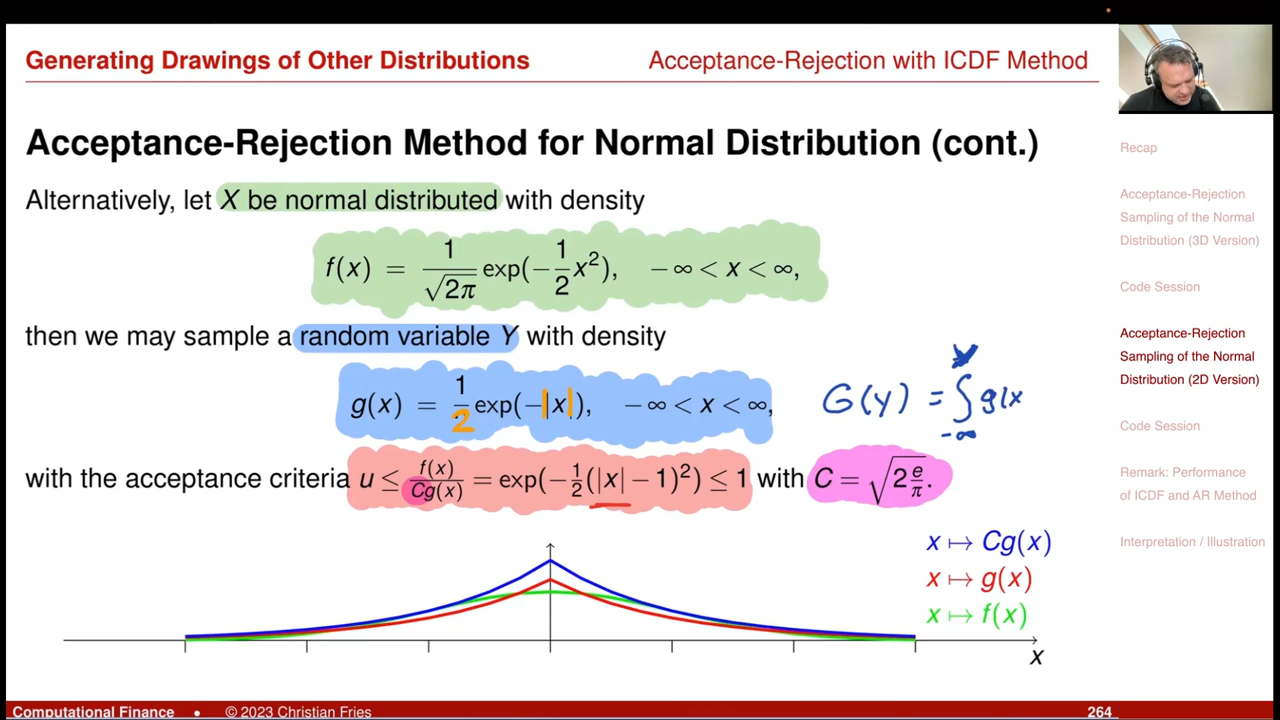 Generating Drawings of Other Distributions
Acceptance-Rejection with ICDF Method
Acceptance-Rejection Method for Normal Distribution (cont.)
Alternatively, let X be normal distributed with density
f(x) = 1/√2π exp(−1/2 x²), −∞ < x < ∞,
then we may sample a random variable Y with density
g(x) = 1/2 exp(−|x|), −∞ < x < ∞,
G(y) = ∫ g(x
−∞
with the acceptance criteria u ≤ f(x)/Cg(x) = exp(−1/2(|x| − 1)²) ≤ 1 with C = √2 e/π.
x ↦ Cg(x)
x ↦ g(x)
x ↦ f(x)
x
Recap
Acceptance-Rejection
Sampling of the Normal
Distribution (3D Version)
Code Session
Acceptance-Rejection
Sampling of the Normal
Distribution (2D Version)
Code Session
Remark: Performance
of ICDF and AR Method
Interpretation / Illustration
Computational Finance • © 2023 Christian Fries
264